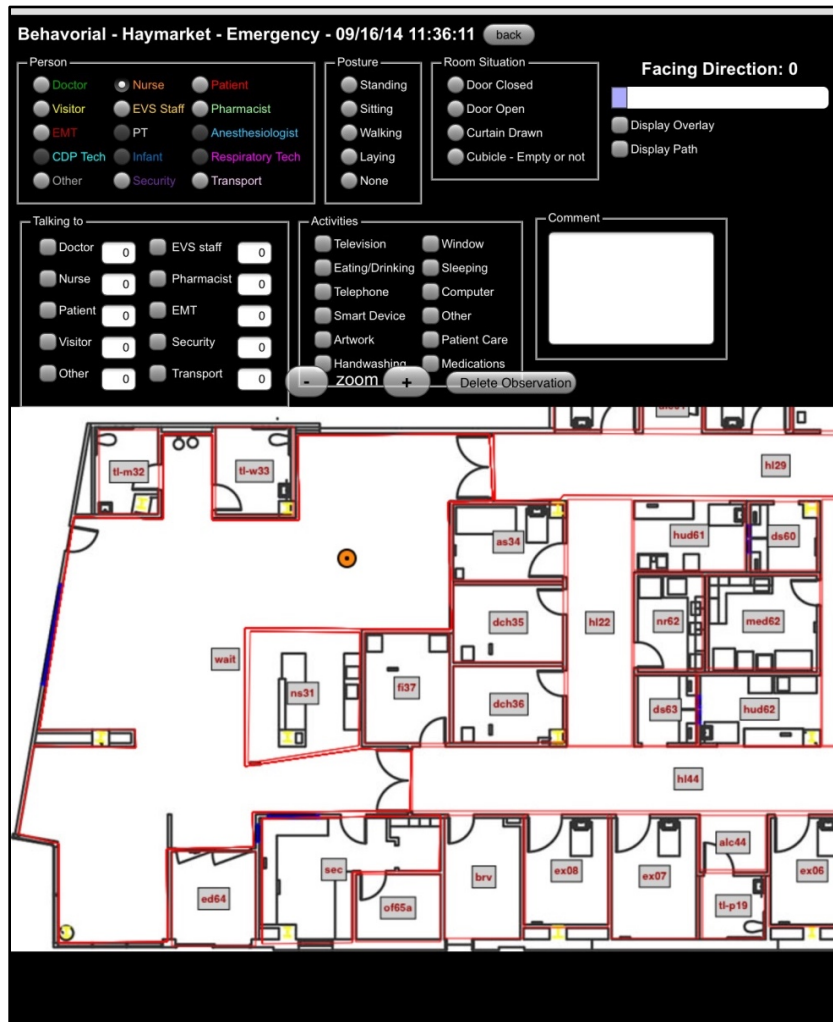 Behavorial - Haymarket - Emergency - 09/16/14 11:36:11 back
Person
Doctor Nurse Patient
Visitor EVS Staff Pharmacist
EMT PT Anesthesiologist
CDP Tech Infant Respiratory Tech
Other Security Transport
Posture
Standing
Sitting
Walking
Laying
None
Room Situation
Door Closed
Door Open
Curtain Drawn
Cubicle - Empty or not
Facing Direction: 0
Display Overlay
Display Path
Talking to
Doctor 0 EVS staff 0
Nurse 0 Pharmacist 0
Patient 0 EMT 0
Visitor 0 Security 0
Other 0 Transport 0
Activities
Television Window
Eating/Drinking Sleeping
Telephone Computer
Smart Device Other
Artwork Patient Care
Handwashing Medications
Comment
- zoom + Delete Observation
tl-m32 tl-w33 hl29
as34 hud61 ds60
dch35 hl22 nr62 med62
wait ns31 fi37 dch36 ds63 hud62
hl44
alc44
sec brv ex08 ex07 ex06
ed64 of65a tl-p19